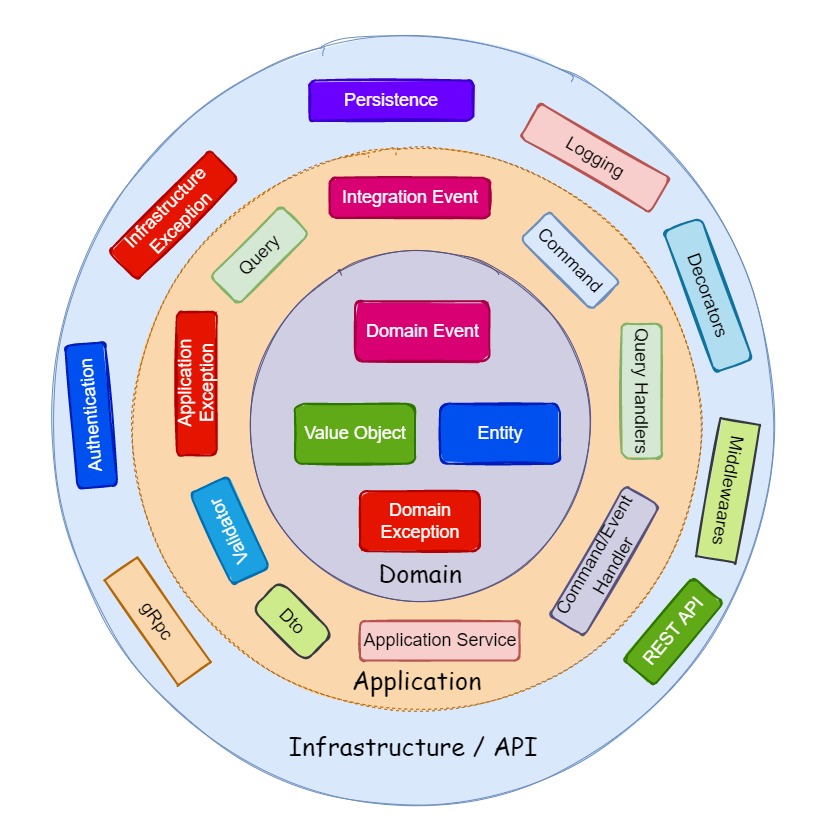 Persistence
Logging
Infrastructure
Exception
Integration Event
Query
Command
Decorators
Domain Event
Application
Exception
Query Handlers
Authentication
Value Object
Entity
Middlewaares
Domain
Exception
Validator
Command/Event
Handler
Domain
gRpc
Dto
Application Service
REST API
Application
Infrastructure / API